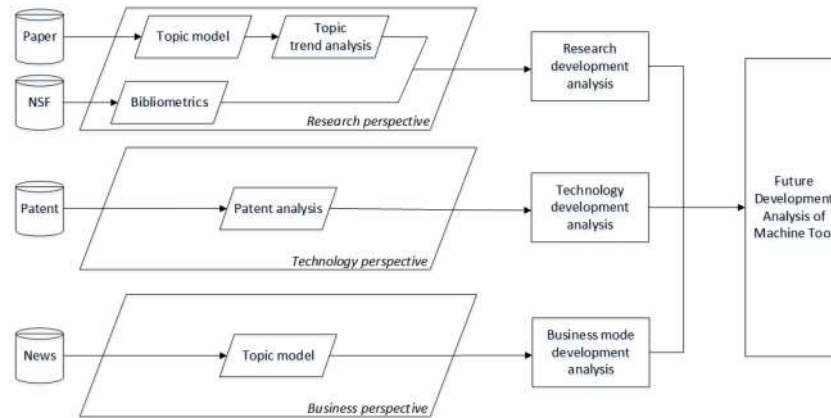 Paper
Topic model
Topic
trend analysis
NSF
Bibliometrics
Research perspective
Research
development
analysis
Patent
Patent analysis
Technology perspective
Technology
development
analysis
News
Topic model
Business perspective
Business mode
development
analysis
Future
Development
Analysis of
Machine Too